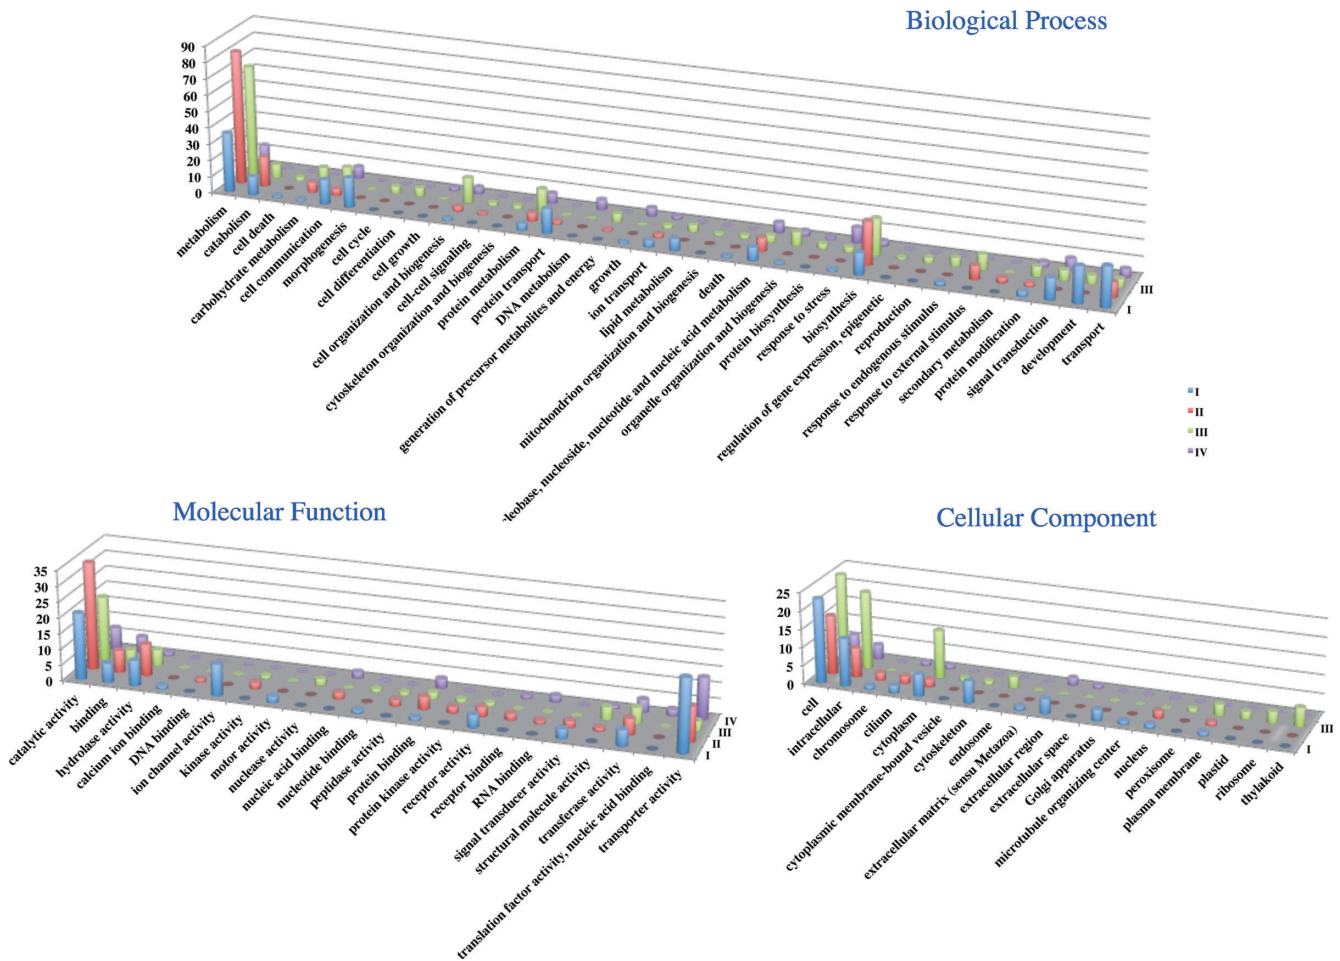 Biological Process
90
80
70
60
50
40
30
20
10
0
metabolism
catabolism
cell death
carbohydrate metabolism
cell communication
morphogenesis
cell cycle
cell differentiation
cell growth
cell organization and biogenesis
cell-cell signaling
cytoskeleton organization and biogenesis
protein metabolism
protein transport
DNA metabolism
generation of precursor metabolites and energy
growth
ion transport
lipid metabolism
mitochondrion organization and biogenesis
death
leobase, nucleoside, nucleotide and nucleic acid metabolism
organelle organization and biogenesis
protein biosynthesis
response to stress
biosynthesis
regulation of gene expression, epigenetic
reproduction
response to endogenous stimulus
response to external stimulus
secondary metabolism
protein modification
signal transduction
development
transport
III
I
I
II
III
IV
Molecular Function
35
30
25
20
15
10
5
0
catalytic activity
binding
hydrolase activity
calcium ion binding
DNA binding
ion channel activity
kinase activity
motor activity
nuclease activity
nucleic acid binding
nucleotide binding
peptidase activity
protein binding
protein kinase activity
receptor activity
receptor binding
RNA binding
signal transducer activity
structural molecule activity
transferase activity
translation factor activity, nucleic acid binding
transporter activity
IV
III
II
I
Cellular Component
25
20
15
10
5
0
cell
intracellular
chromosome
cilium
cytoplasm
cytoplasmic membrane-bound vesicle
cytoskeleton
endosome
extracellular matrix (sensu Metazoa)
extracellular region
extracellular space
Golgi apparatus
microtubule organizing center
nucleus
peroxisome
plasma membrane
plastid
ribosome
thylakoid
III
I